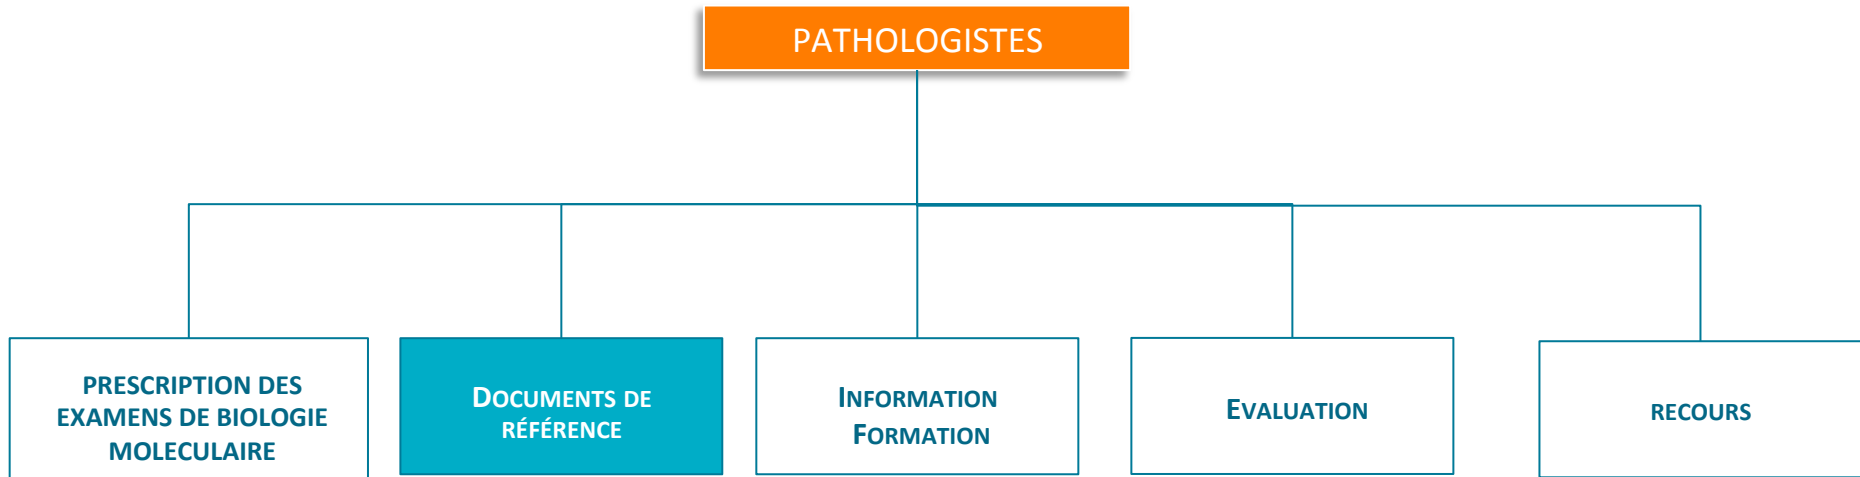 PATHOLOGISTES
PRESCRIPTION DES
EXAMENS DE BIOLOGIE
MOLECULAIRE
DOCUMENTS DE
RÉFÉRENCE
INFORMATION
FORMATION
EVALUATION
RECOURS